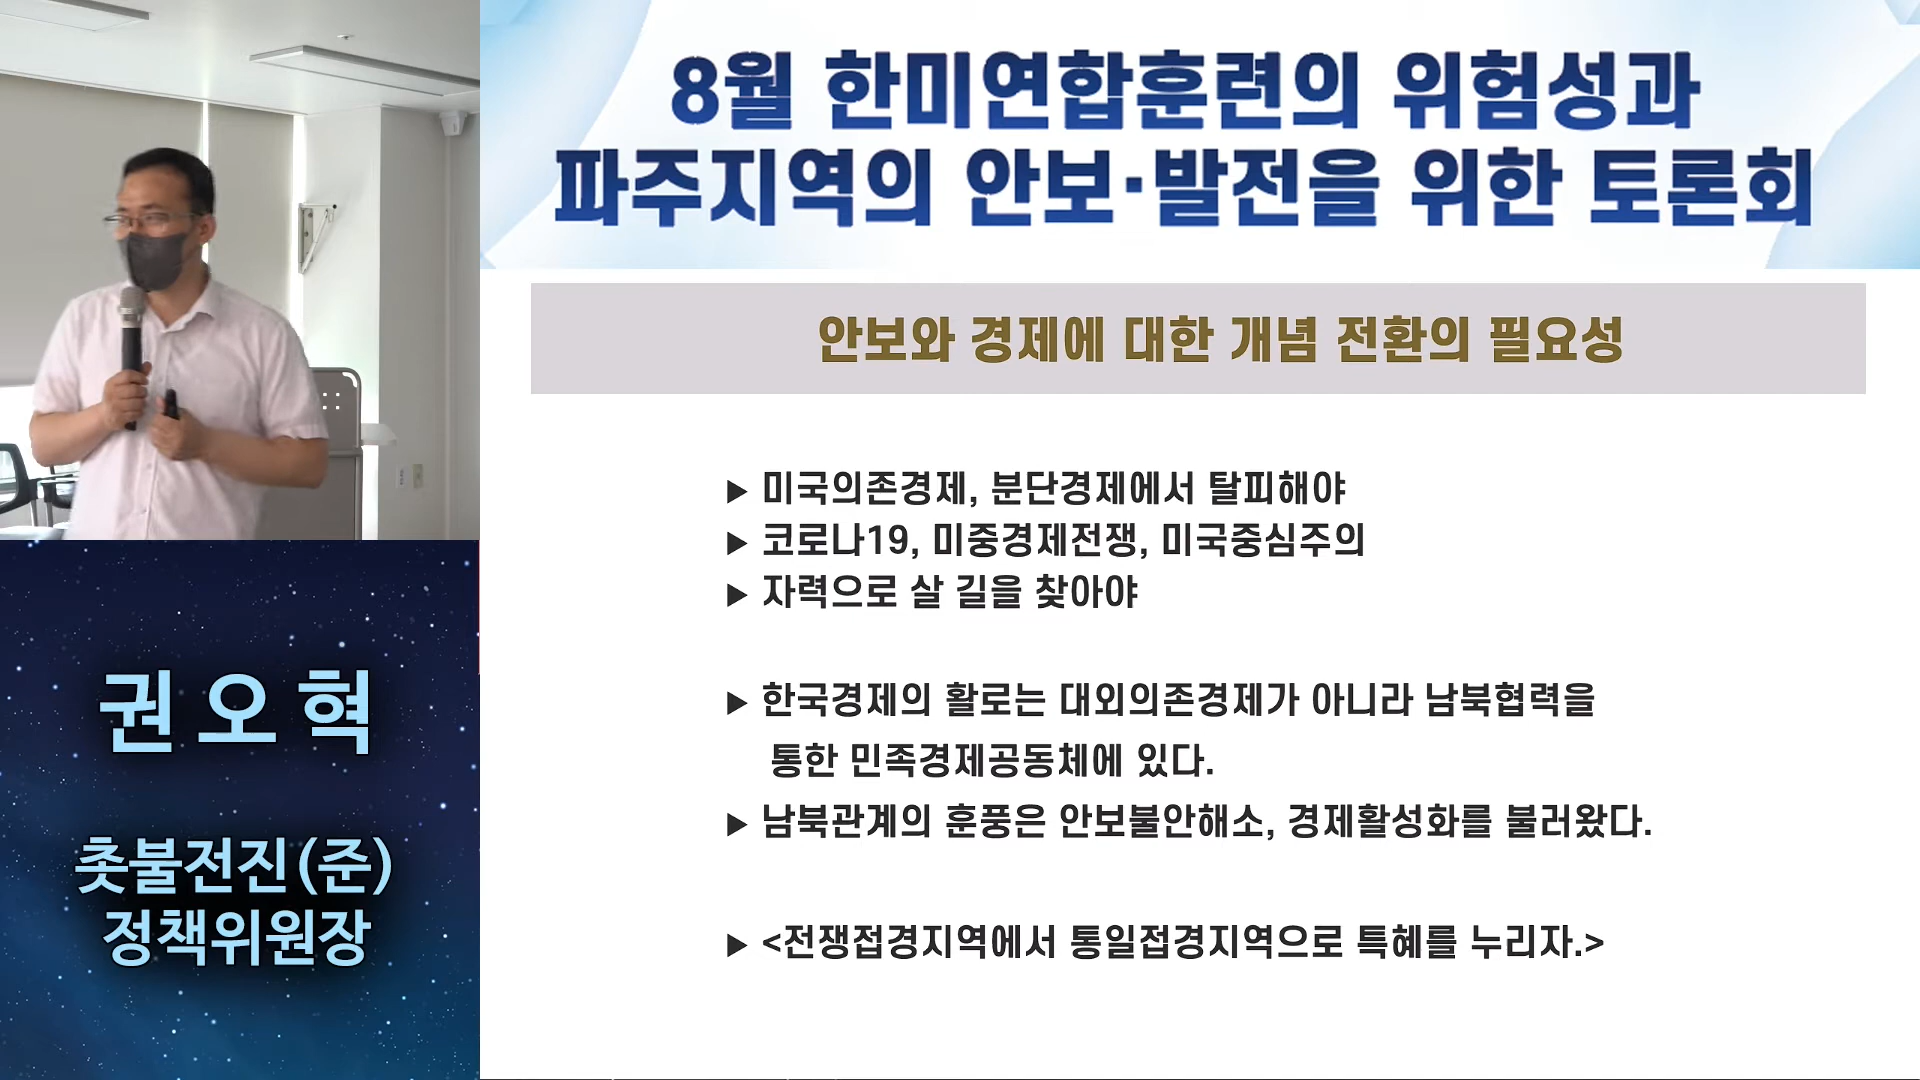 8월 한미연합훈련의 위험성과
파주지역의 안보·발전을 위한 토론회
안보와 경제에 대한 개념 전환의 필요성
▶ 미국의존경제, 분단경제에서 탈피해야
▶ 코로나19, 미중경제전쟁, 미국중심주의
▶ 자력으로 살 길을 찾아야
▶ 한국경제의 활로는 대외의존경제가 아니라 남북협력을
통한 민족경제공동체에 있다.
▶ 남북관계의 훈풍은 안보불안해소, 경제활성화를 불러왔다.
▶ <전쟁접경지역에서 통일접경지역으로 특혜를 누리자.>
권오혁
촛불전진(준)
정책위원장